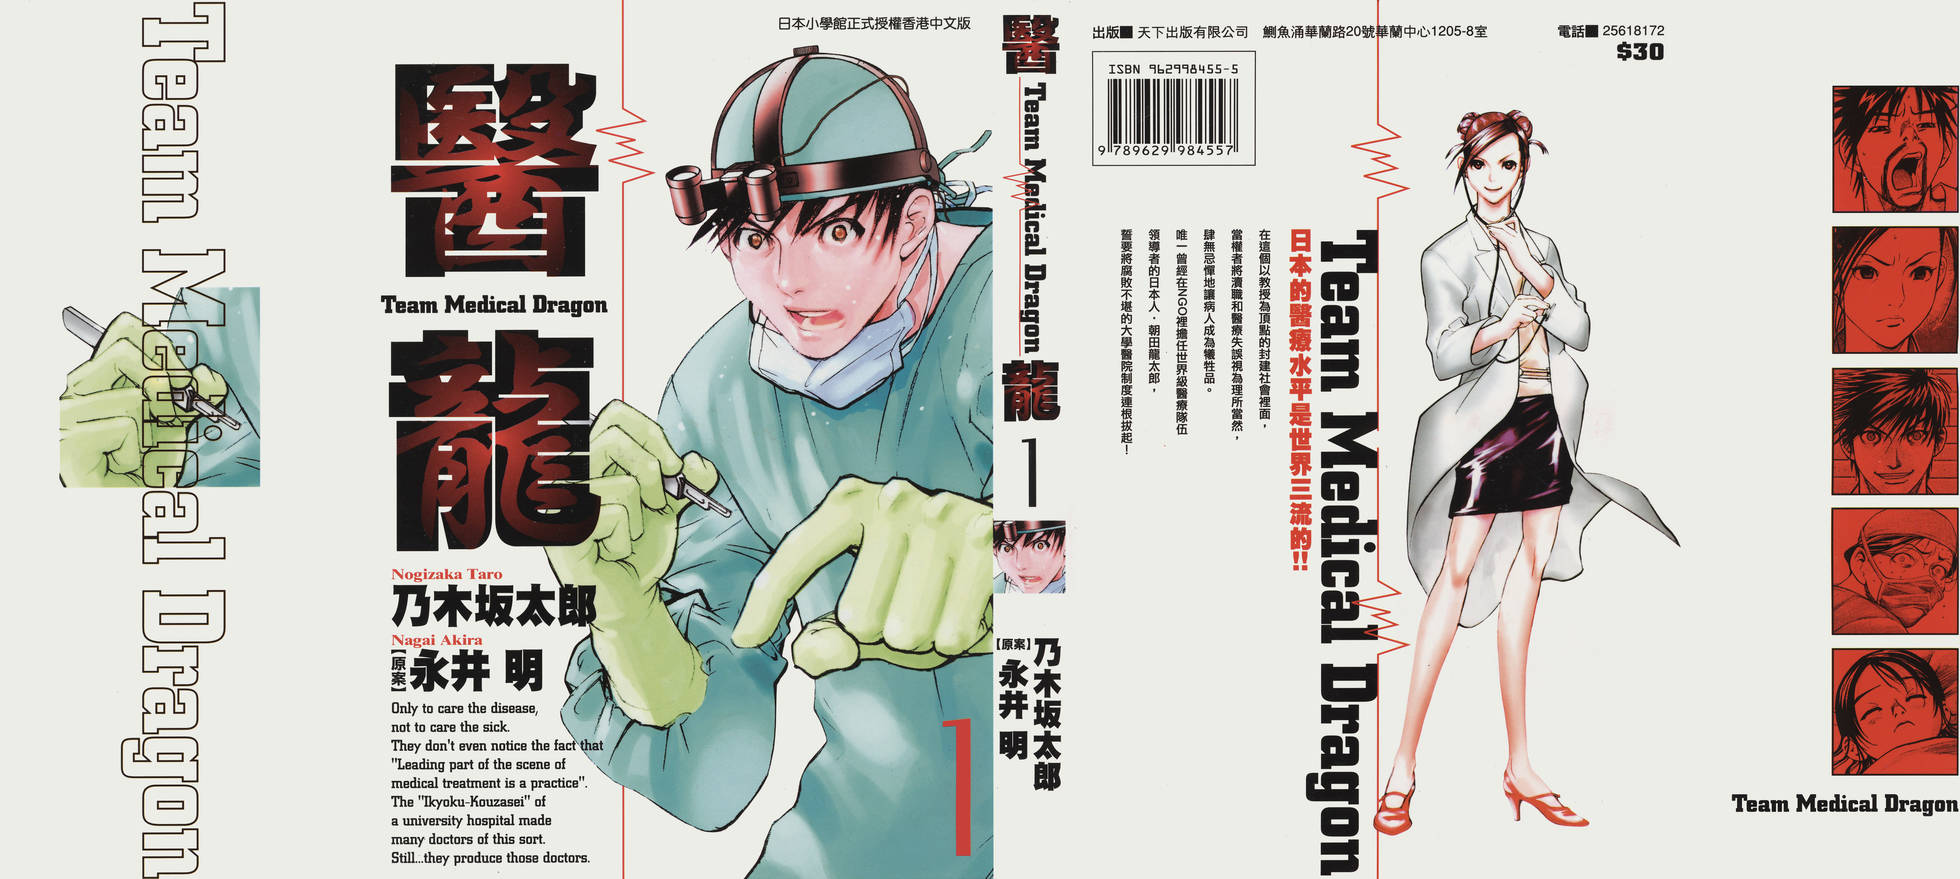 Team Medical Dragon
日本小學館正式授權香港中文版
醫
Team Medical Dragon
龍
Nogizaka Taro
乃木坂太郎
Nagai Akira
【原案】永井 明
Only to care the disease,
not to care the sick.
They don't even notice the fact that
"Leading part of the scene of
medical treatment is a practice".
The "Ikyoku-Kouzasei" of
a university hospital made
many doctors of this sort.
Still...they produce those doctors.
1
醫
Team Medical Dragon
龍
1
乃木坂太郎
【原案】永井 明
出版■天下出版有限公司 鰂魚涌華蘭路20號華蘭中心1205-8室
電話■25618172
$30
ISBN 962998455-5
9 789629 984557
Team Medical Dragon
日本的醫療水平是世界三流的!!
在這個以教授為頂點的封建社會裡面，
當權者將瀆職和醫療失誤視為理所當然，
肆無忌憚地讓病人成為犧牲品。
唯一曾經在NGO裡擔任世界級醫療隊伍
領導者的日本人．朝田龍太郎，
誓要將腐敗不堪的大學醫院制度連根拔起！
Team Medical Dragon